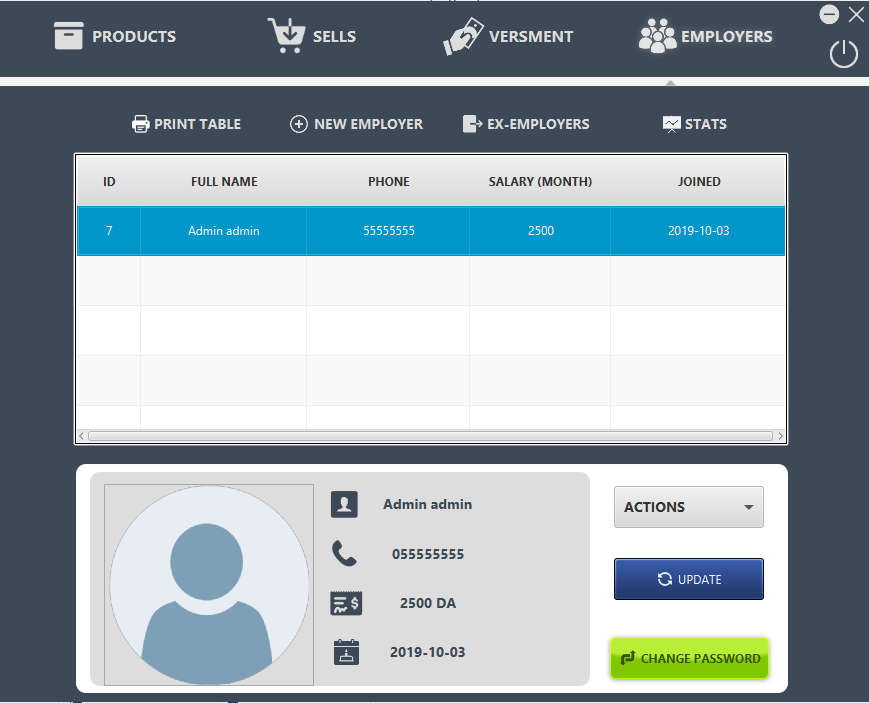 PRODUCTS SELLS VERSMENT EMPLOYERS
PRINT TABLE NEW EMPLOYER EX-EMPLOYERS STATS
ID FULL NAME PHONE SALARY (MONTH) JOINED
7 Admin admin 55555555 2500 2019-10-03
Admin admin
055555555
2500 DA
2019-10-03
ACTIONS
UPDATE
CHANGE PASSWORD